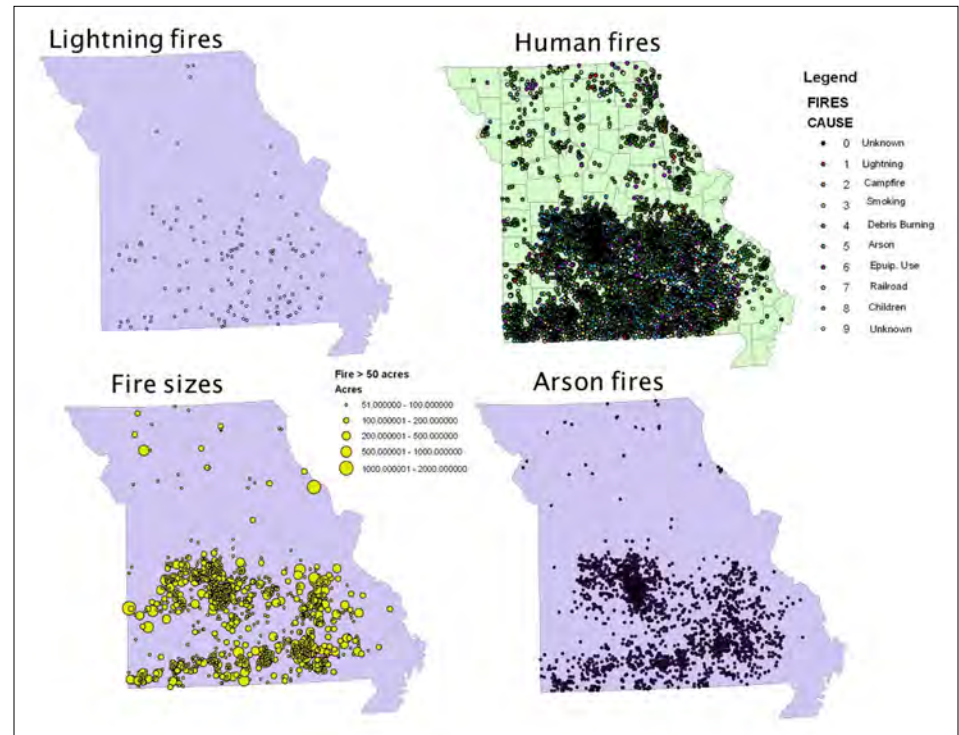 Lightning fires
Human fires
Legend
FIRES
CAUSE
0 Unknown
1 Lightning
2 Campfire
3 Smoking
4 Debris Burning
5 Arson
6 Epuip. Use
7 Railroad
8 Children
9 Unknown
Fire sizes
Fire > 50 acres
Acres
51.000000 - 100.000000
100.000001 - 200.000000
200.000001 - 500.000000
500.000001 - 1000.000000
1000.000001 - 2000.000000
Arson fires